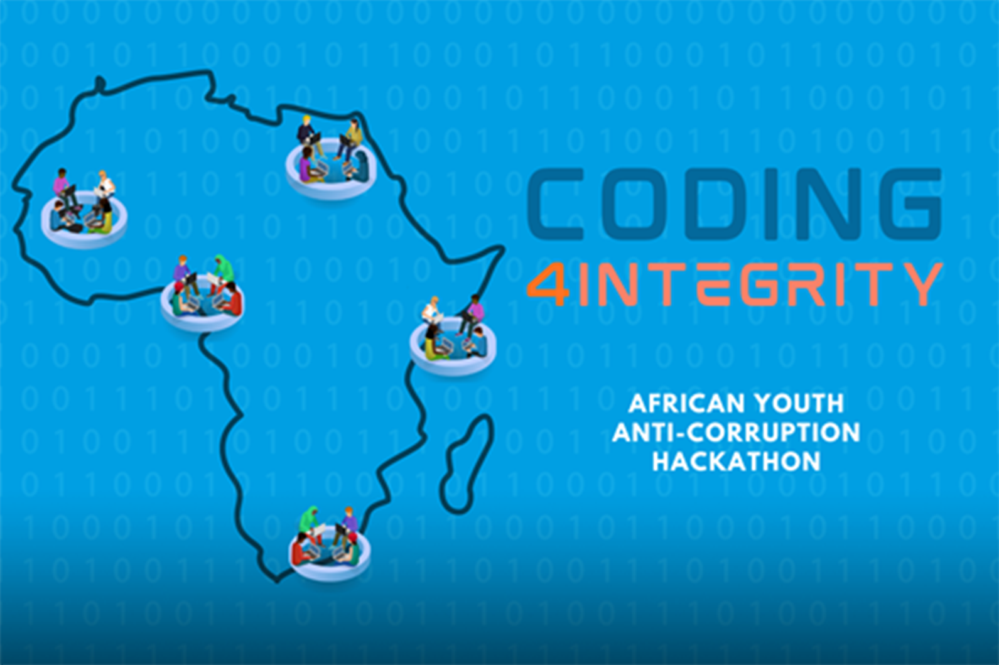 CODING
4INTEGRITY
AFRICAN YOUTH
ANTI-CORRUPTION
HACKATHON